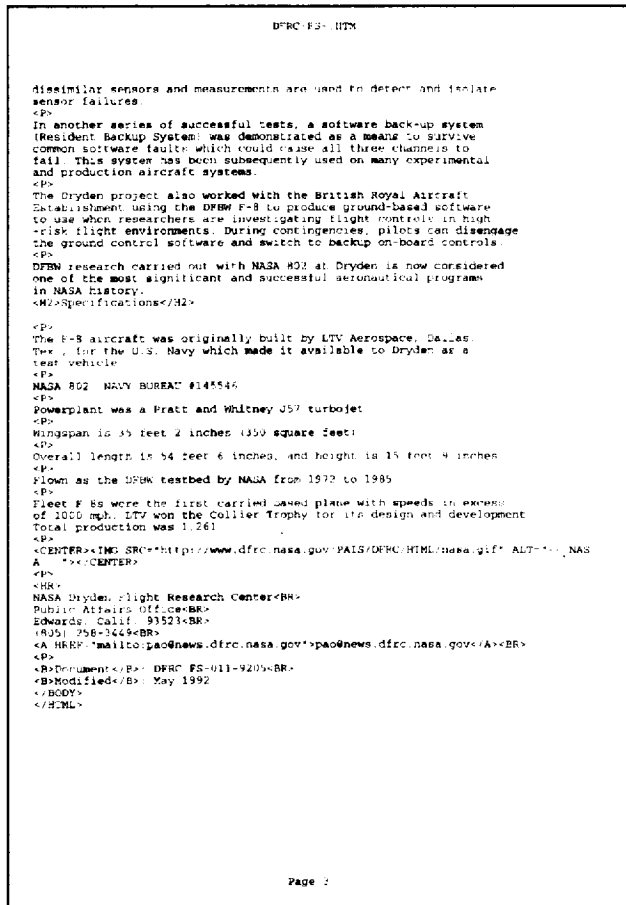 DFRC-FS-.HTM
dissimilar sensors and measurements are used to detect and isolate
sensor failures.
<P>
In another series of successful tests, a software back-up system
(Resident Backup System) was demonstrated as a means to survive
common software faults which could cause all three channels to
fail. This system has been subsequently used on many experimental
and production aircraft systems.
<P>
The Dryden project also worked with the British Royal Aircraft
Establishment using the DFBW F-8 to produce ground-based software
to use when researchers are investigating flight controls in high
-risk flight environments. During contingencies, pilots can disengage
the ground control software and switch to backup on-board controls.
<P>
DFBW research carried out with NASA 802 at Dryden is now considered
one of the most significant and successful aeronautical programs
in NASA history.
<H2>Specifications</H2>
<P>
The F-8 aircraft was originally built by LTV Aerospace, Dallas,
Tex., for the U.S. Navy which made it available to Dryden as a
test vehicle
<P>
NASA 802 NAVY BUREAU #145546
<P>
Powerplant was a Pratt and Whitney J57 turbojet
<P>
Wingspan is 35 feet 2 inches (350 square feet)
<P>
Overall length is 54 feet 6 inches, and height is 15 feet 9 inches
<P>
Flown as the DFBW testbed by NASA from 1972 to 1985
<P>
Fleet F 8s were the first carried based plane with speeds in excess
of 1000 mph. LTV won the Collier Trophy for its design and development
Total production was 1,261
<P>
<CENTER><IMG SRC="http://www.dfrc.nasa.gov/PAIS/DFRC/HTML/nasa.gif" ALT="-- NAS
A "></CENTER>
<P>
<HR>
NASA Dryden Flight Research Center<BR>
Public Affairs Office<BR>
Edwards, Calif. 93523<BR>
(805) 258-3449<BR>
<A HREF="mailto:pao@news.dfrc.nasa.gov">pao@news.dfrc.nasa.gov</A><BR>
<P>
<B>Document</B>: DFRC FS-011-9205<BR>
<B>Modified</B>: May 1992
</BODY>
</HTML>
Page 3